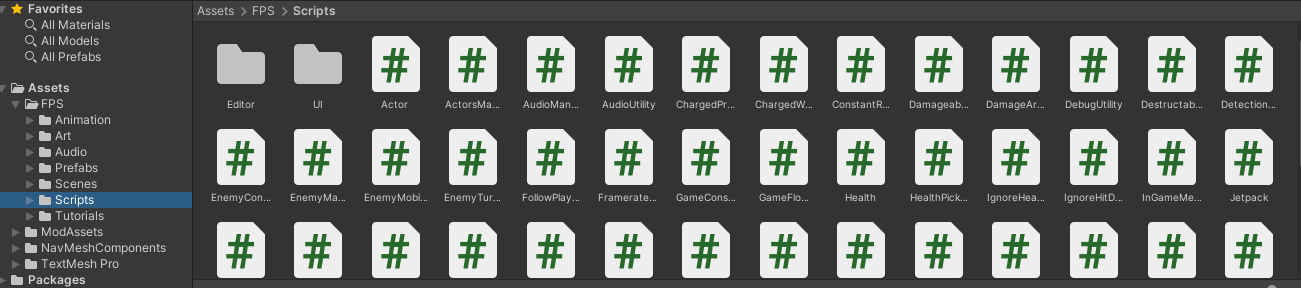 Favorites
All Materials
All Models
All Prefabs
Assets
FPS
Animation
Art
Audio
Prefabs
Scenes
Scripts
Tutorials
ModAssets
NavMeshComponents
TextMesh Pro
Packages
Assets > FPS > Scripts
Editor UI Actor ActorsMa... AudioMan... AudioUtility ChargedPr... ChargedW... ConstantR... Damageab... DamageAr... DebugUtility Destructab... Detection...
EnemyCon... EnemyMa... EnemyMobi... EnemyTur... FollowPlay... Framerate... GameCons... GameFlo... Health HealthPick... IgnoreHea... IgnoreHitD... InGameMe... Jetpack